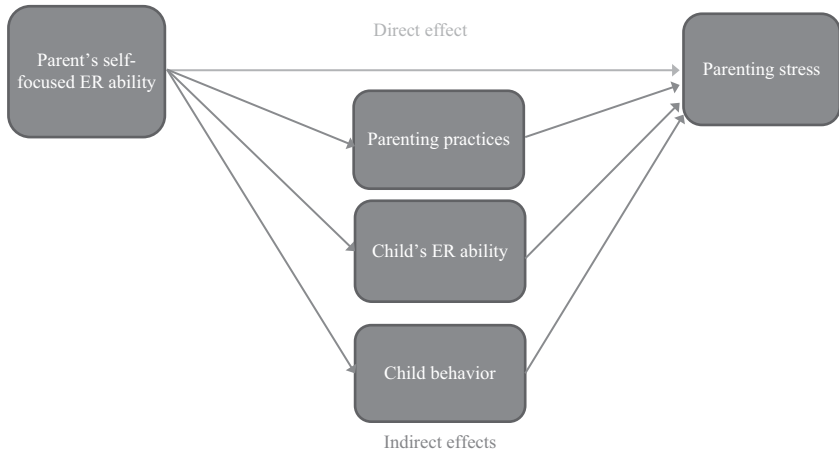 Direct effect
Parent’s self-
focused ER ability
Parenting stress
Parenting practices
Child’s ER ability
Child behavior
Indirect effects